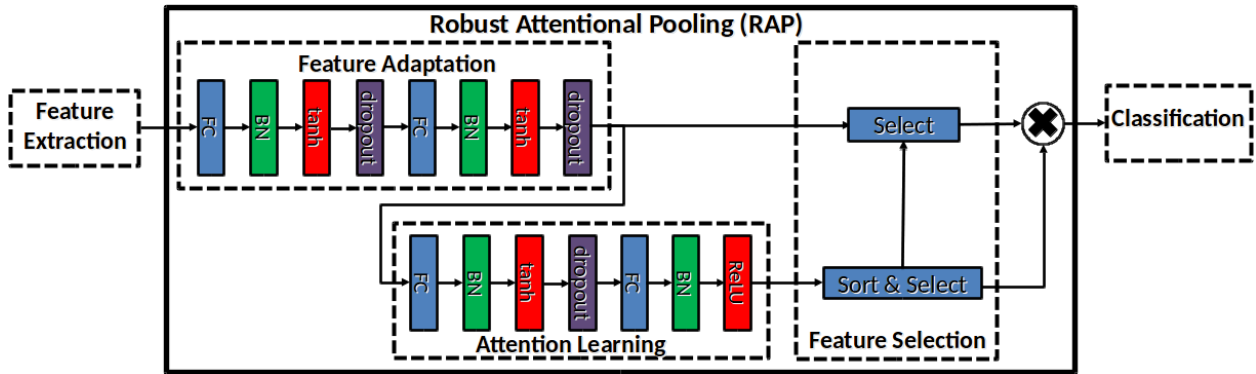 Robust Attentional Pooling (RAP)
Feature Adaptation
Feature
Extraction
FC
BN
tanh
dropout
FC
BN
tanh
dropout
Select
Classification
FC
BN
tanh
dropout
FC
BN
ReLU
Sort & Select
Attention Learning
Feature Selection